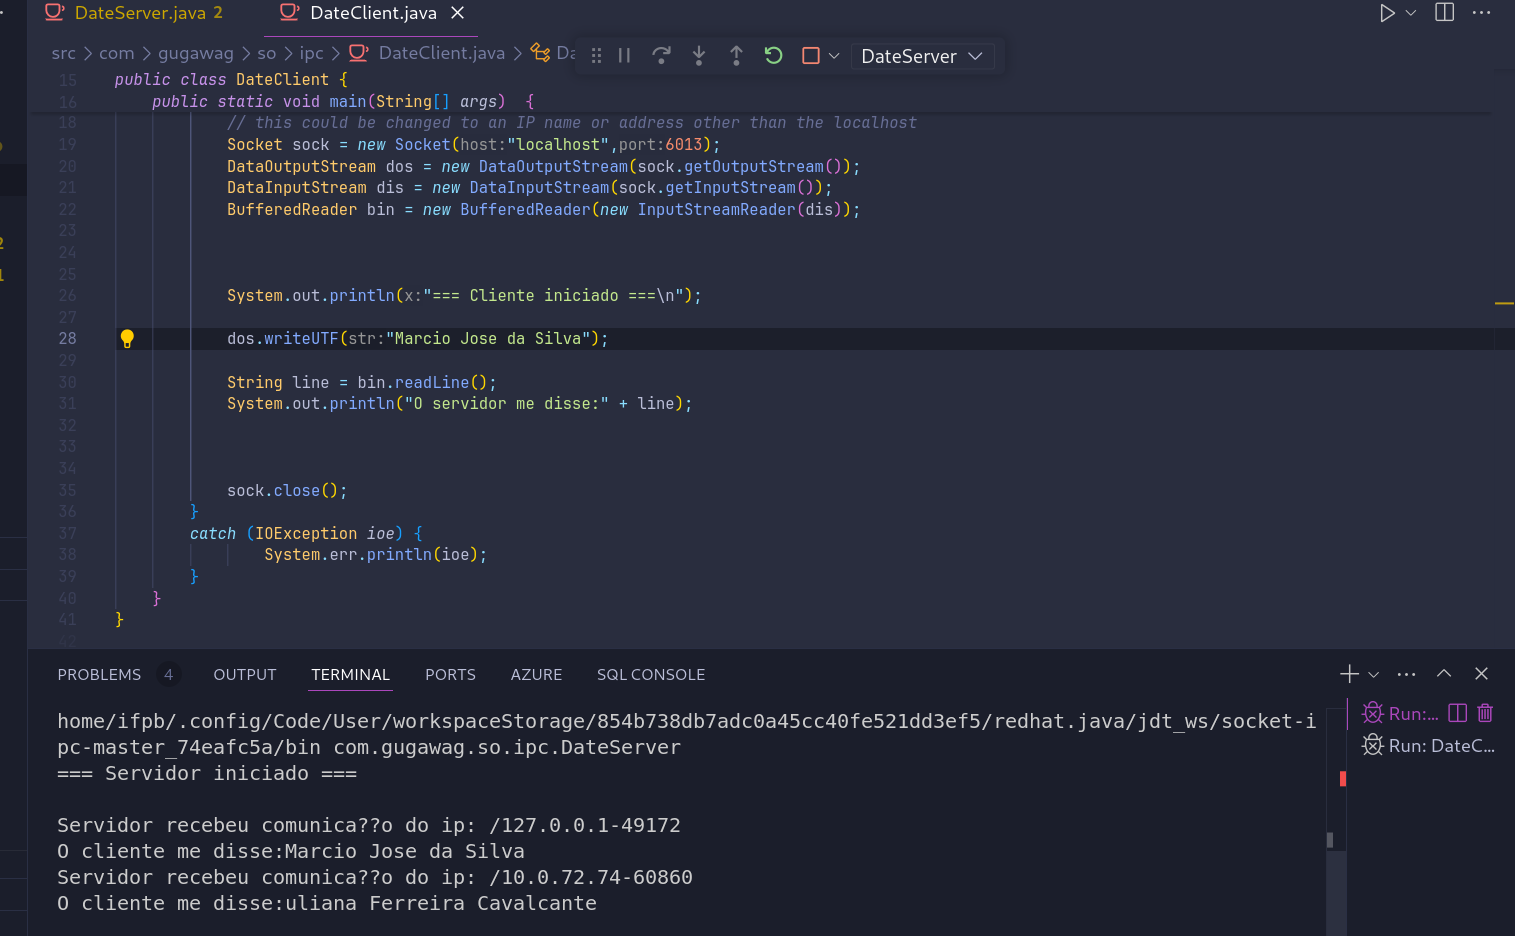 DateServer.java 2
DateClient.java
src > com > gugawag > so > ipc > DateClient.java > Da
DateServer
15 public class DateClient {
16 public static void main(String[] args)  {
18 // this could be changed to an IP name or address other than the localhost
19 Socket sock = new Socket(host:"localhost",port:6013);
20 DataOutputStream dos = new DataOutputStream(sock.getOutputStream());
21 DataInputStream dis = new DataInputStream(sock.getInputStream());
22 BufferedReader bin = new BufferedReader(new InputStreamReader(dis));
23
24
25
26 System.out.println(x:"=== Cliente iniciado ===\n");
27
28 dos.writeUTF(str:"Marcio Jose da Silva");
29
30 String line = bin.readLine();
31 System.out.println("O servidor me disse:" + line);
32
33
34
35 sock.close();
36 }
37 catch (IOException ioe) {
38 System.err.println(ioe);
39 }
40 }
41 }
42
PROBLEMS 4 OUTPUT TERMINAL PORTS AZURE SQL CONSOLE
home/ifpb/.config/Code/User/workspaceStorage/854b738db7adc0a45cc40fe521dd3ef5/redhat.java/jdt_ws/socket-i
pc-master_74eafc5a/bin com.gugawag.so.ipc.DateServer
=== Servidor iniciado ===
Servidor recebeu comunica??o do ip: /127.0.0.1-49172
O cliente me disse:Marcio Jose da Silva
Servidor recebeu comunica??o do ip: /10.0.72.74-60860
O cliente me disse:uliana Ferreira Cavalcante
Run:...
Run: DateC...